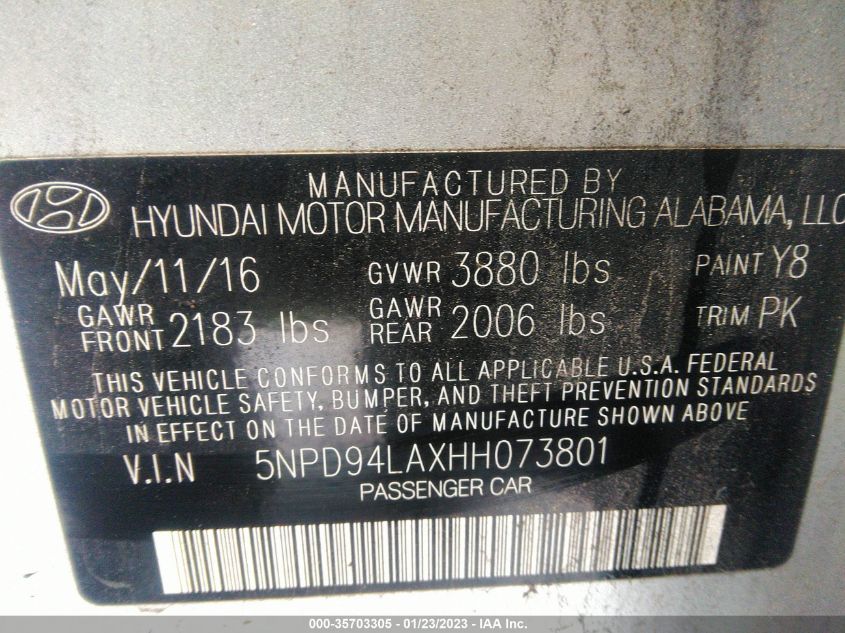 MANUFACTURED BY
HYUNDAI MOTOR MANUFACTURING ALABAMA, LLC
May/11/16 GVWR 3880 lbs PAINT Y8
GAWR FRONT 2183 lbs GAWR REAR 2006 lbs TRIM PK
THIS VEHICLE CONFORMS TO ALL APPLICABLE U.S.A. FEDERAL
MOTOR VEHICLE SAFETY, BUMPER, AND THEFT PREVENTION STANDARDS
IN EFFECT ON THE DATE OF MANUFACTURE SHOWN ABOVE
V.I.N 5NPD94LAXHH073801
PASSENGER CAR
000-35703305 - 01/23/2023 - IAA Inc.